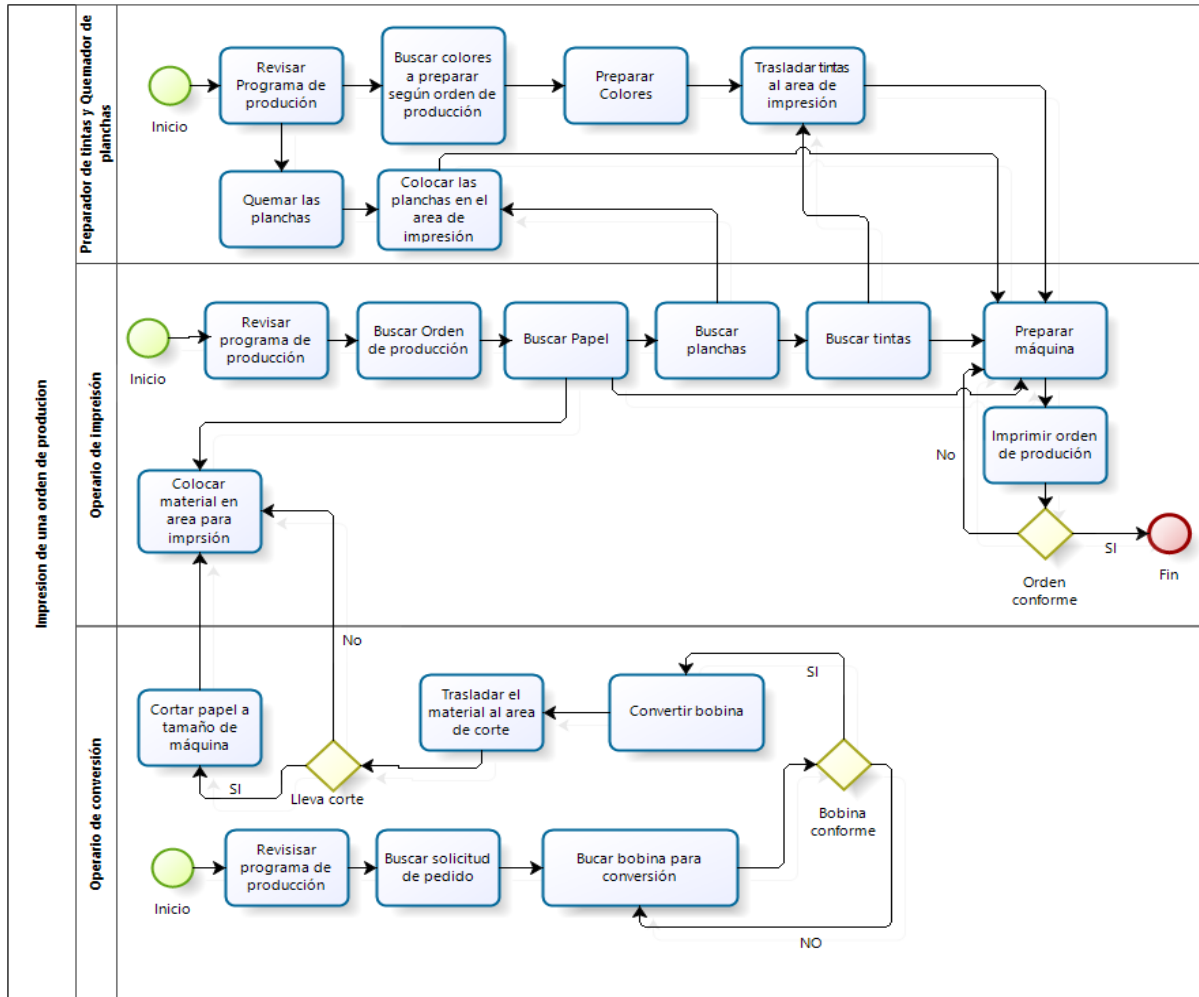 Impresion de una orden de producion
Preparador de tintas y Quemador de
planchas
Inicio
Revisar
Programa de
produción
Buscar colores
a preparar
según orden de
producción
Preparar
Colores
Trasladar tintas
al area de
impresión
Quemar las
planchas
Colocar las
planchas en el
area de
impresión
Operario de impreisón
Inicio
Revisar
programa de
producción
Buscar Orden
de producción
Buscar Papel
Buscar
planchas
Buscar tintas
Preparar
máquina
Imprimir orden
de produción
No
Colocar
material en
area para
imprsión
SI
Orden
conforme
Fin
Operario de conversión
No
Cortar papel a
tamaño de
máquina
SI
Lleva corte
Trasladar el
material al area
de corte
Convertir bobina
SI
Bobina
conforme
Inicio
Revisisar
programa de
producción
Buscar solicitud
de pedido
Bucar bobina para
conversión
NO